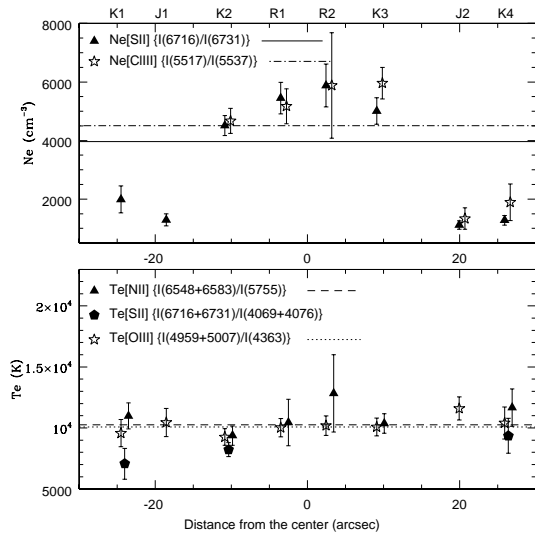 K1 J1 K2 R1 R2 K3 J2 K4
8000
Ne[SII] {I(6716)/I(6731)}
Ne[ClIII] {I(5517)/I(5537)}
6000
4000
2000
Ne (cm⁻³)
-20 0 20
Te[NII] {I(6548+6583)/I(5755)}
Te[SII] {I(6716+6731)/I(4069+4076)}
Te[OIII] {I(4959+5007)/I(4363)}
2×10⁴
1.5×10⁴
10⁴
5000
Te (K)
-20 0 20
Distance from the center (arcsec)